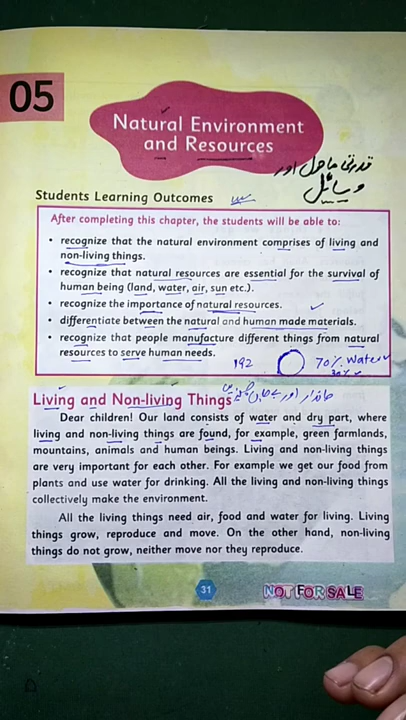 05
Natural Environment
and Resources
قدرتی ماحول اور
وسائل
Students Learning Outcomes
After completing this chapter, the students will be able to:
• recognize that the natural environment comprises of living and
non-living things.
• recognize that natural resources are essential for the survival of
human being (land, water, air, sun etc.).
• recognize the importance of natural resources.
• differentiate between the natural and human made materials.
• recognize that people manufacture different things from natural
resources to serve human needs.
192
70% water
30%
Living and Non-living Things
جاندار اور بے جان چیزیں
Dear children! Our land consists of water and dry part, where
living and non-living things are found, for example, green farmlands,
mountains, animals and human beings. Living and non-living things
are very important for each other. For example we get our food from
plants and use water for drinking. All the living and non-living things
collectively make the environment.
All the living things need air, food and water for living. Living
things grow, reproduce and move. On the other hand, non-living
things do not grow, neither move nor they reproduce.
31
NOT FOR SALE